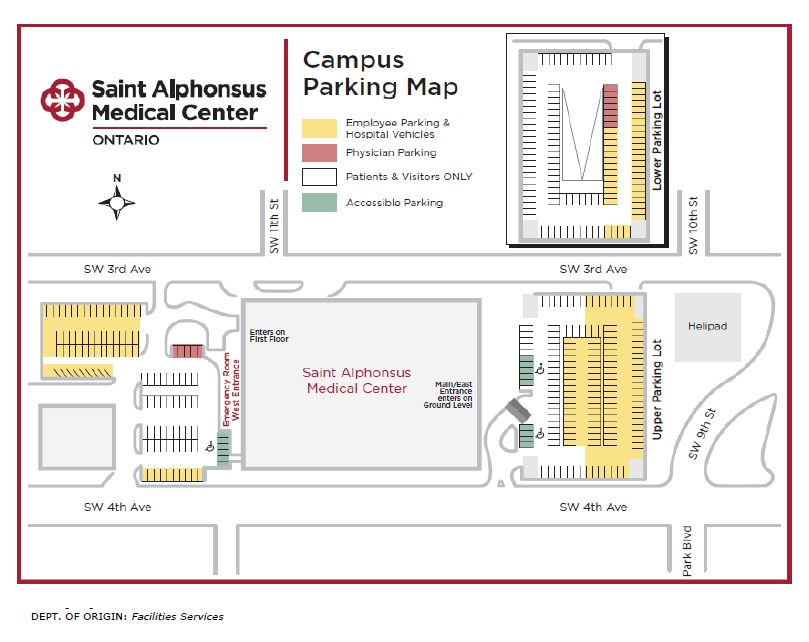 Saint Alphonsus
Medical Center
ONTARIO
N
Campus
Parking Map
Employee Parking &
Hospital Vehicles
Physician Parking
Patients & Visitors ONLY
Accessible Parking
Lower Parking Lot
SW 11th St
SW 10th St
SW 3rd Ave
SW 3rd Ave
Enters on
First Floor
Emergency Room
West Entrance
Saint Alphonsus
Medical Center
Main/East
Entrance
enters on
Ground Level
Upper Parking Lot
Helipad
SW 9th St
SW 4th Ave
SW 4th Ave
Park Blvd
DEPT. OF ORIGIN: Facilities Services